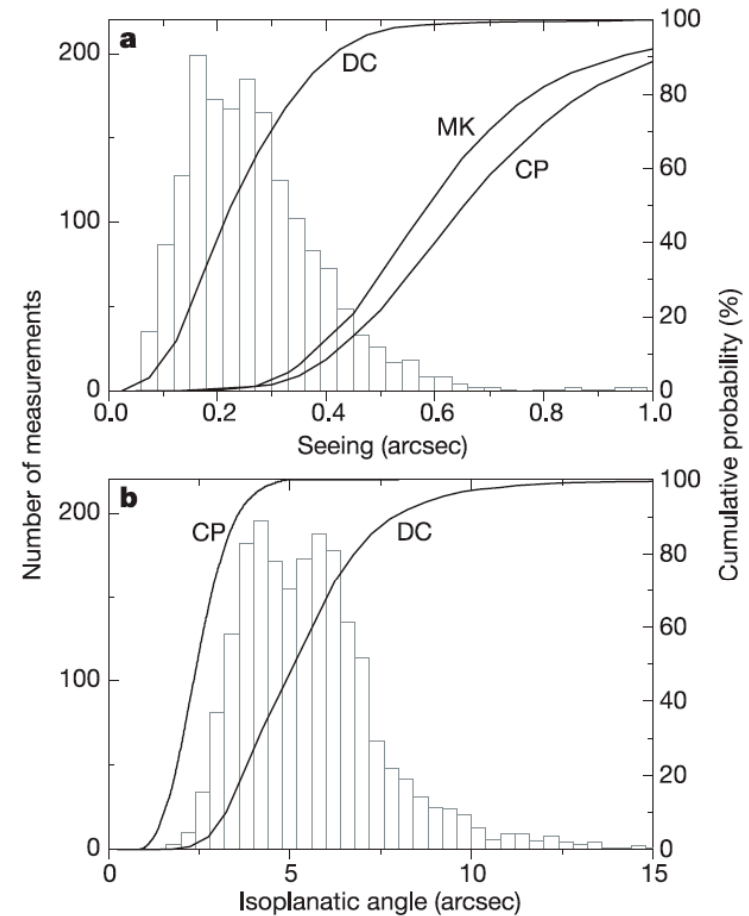 a
200
100
0
100
80
60
40
20
0
DC
MK
CP
0.0 0.2 0.4 0.6 0.8 1.0
Seeing (arcsec)
Number of measurements
Cumulative probability (%)
b
200
100
0
100
80
60
40
20
0
CP
DC
0 5 10 15
Isoplanatic angle (arcsec)